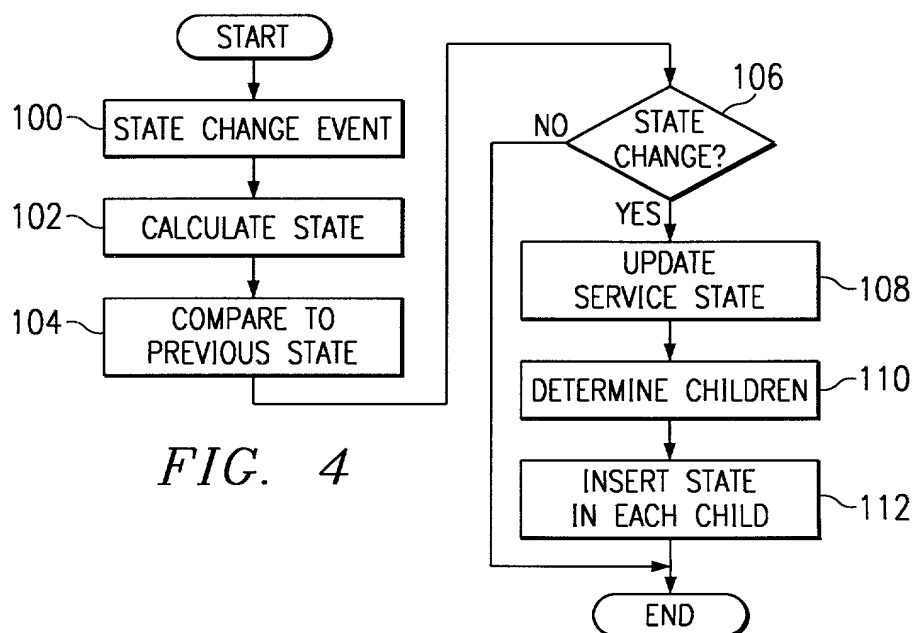 START
100
STATE CHANGE EVENT
102
CALCULATE STATE
104
COMPARE TO
PREVIOUS STATE
FIG. 4
106
STATE
CHANGE?
NO
YES
UPDATE
SERVICE STATE
108
DETERMINE CHILDREN
110
INSERT STATE
IN EACH CHILD
112
END